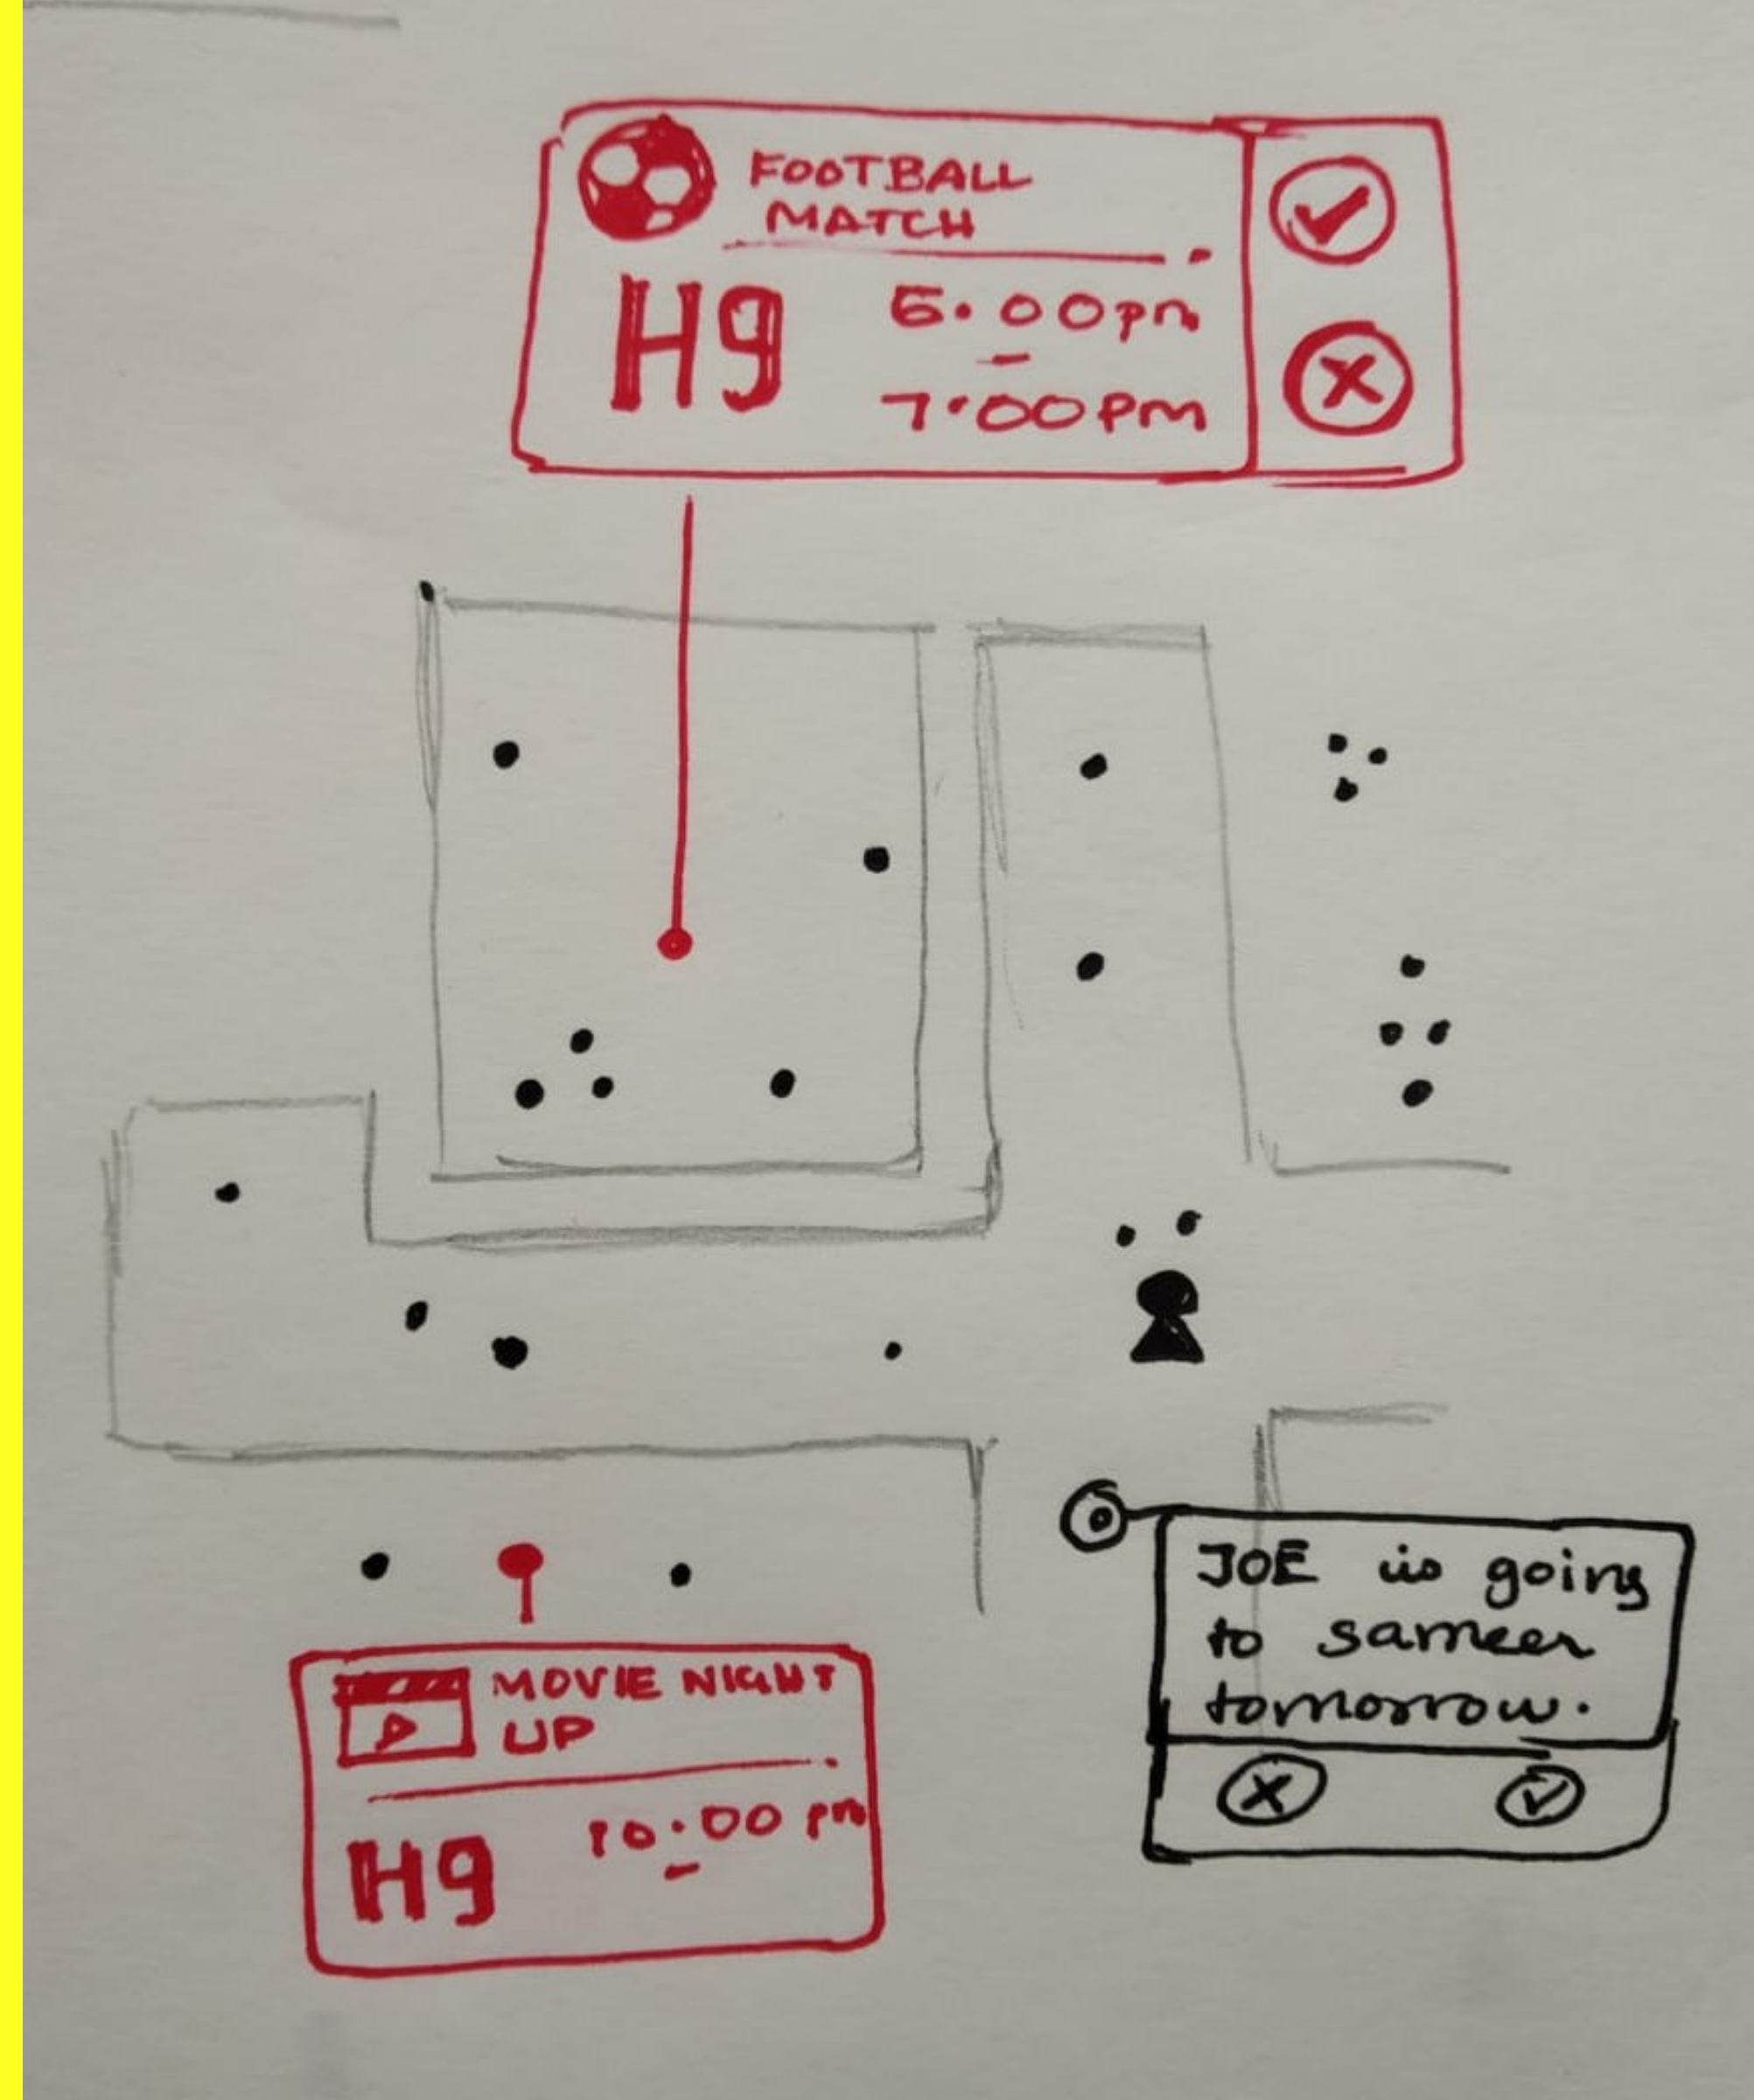 FOOTBALL
MATCH
H9
5.00pm
-
7.00pm
JOE is going
to sameer
tomorrow.
MOVIE NIGHT
UP
H9
10:00 pm
-